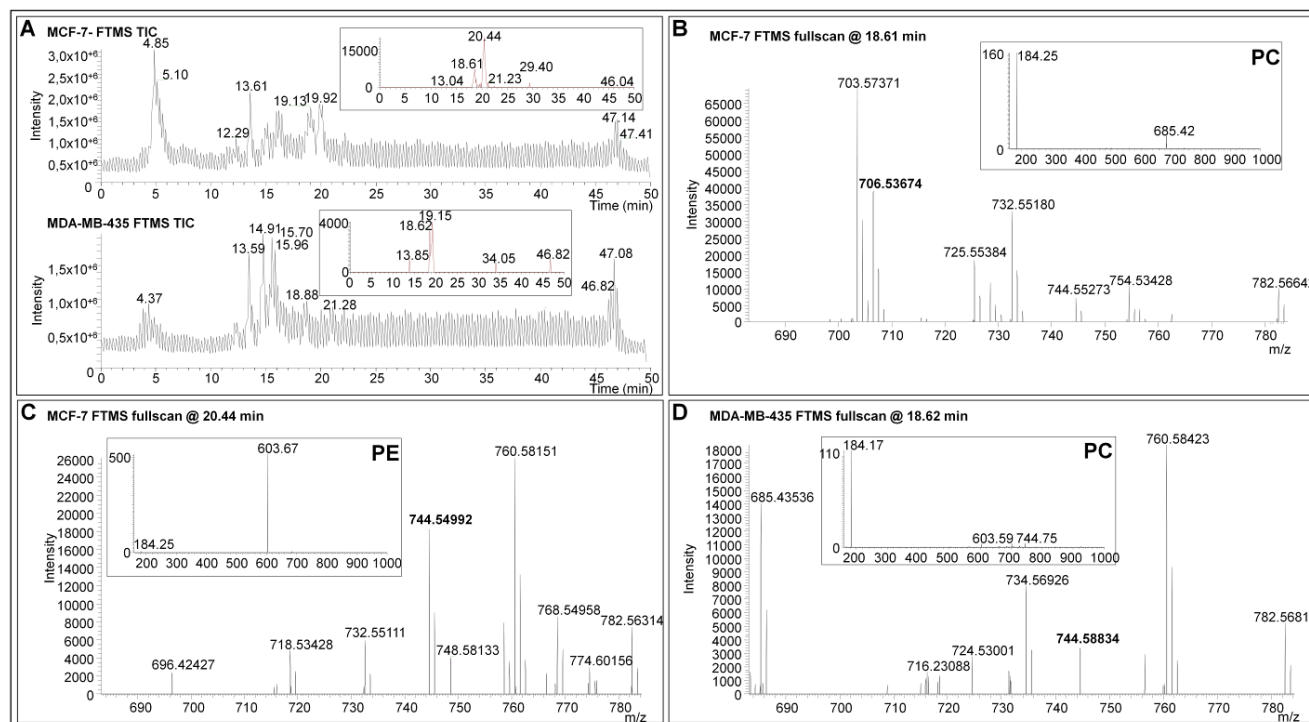 A
MCF-7- FTMS TIC
3,0x10⁺⁶
2,5x10⁺⁶
2,0x10⁺⁶
1,5x10⁺⁶
1,0x10⁺⁶
0,5x10⁺⁶
0
Intensity
4.85
5.10
12.29
13.61
19.13
19.92
47.14
47.41
0 5 10 15 20 25 30 35 40 45 50
Time (min)
15000
0
13.04
18.61
20.44
21.23
29.40
46.04
0 5 10 15 20 25 30 35 40 45 50
MDA-MB-435 FTMS TIC
1,5x10⁺⁶
1,0x10⁺⁶
0,5x10⁺⁶
0
Intensity
4.37
13.59
14.91
15.70
15.96
18.88
21.28
46.82
47.08
0 5 10 15 20 25 30 35 40 45 50
Time (min)
4000
0
13.85
18.62
19.15
34.05
46.82
0 5 10 15 20 25 30 35 40 45 50
B
MCF-7 FTMS fullscan @ 18.61 min
65000
60000
55000
50000
45000
40000
35000
30000
25000
20000
15000
10000
5000
0
Intensity
703.57371
706.53674
725.55384
732.55180
744.55273
754.53428
782.5664
690 700 710 720 730 740 750 760 770 780
m/z
PC
160
0
184.25
685.42
200 300 400 500 600 700 800 900 1000
C
MCF-7 FTMS fullscan @ 20.44 min
26000
24000
22000
20000
18000
16000
14000
12000
10000
8000
6000
4000
2000
0
Intensity
696.42427
718.53428
732.55111
744.54992
748.58133
760.58151
768.54958
774.60156
782.56314
690 700 710 720 730 740 750 760 770 780
m/z
PE
500
0
184.25
603.67
200 300 400 500 600 700 800 900 1000
D
MDA-MB-435 FTMS fullscan @ 18.62 min
18000
17000
16000
15000
14000
13000
12000
11000
10000
9000
8000
7000
6000
5000
4000
3000
2000
1000
0
Intensity
685.43536
716.23088
724.53001
734.56926
744.58834
760.58423
782.5681
690 700 710 720 730 740 750 760 770 780
m/z
PC
110
0
184.17
603.59 744.75
200 300 400 500 600 700 800 900 1000